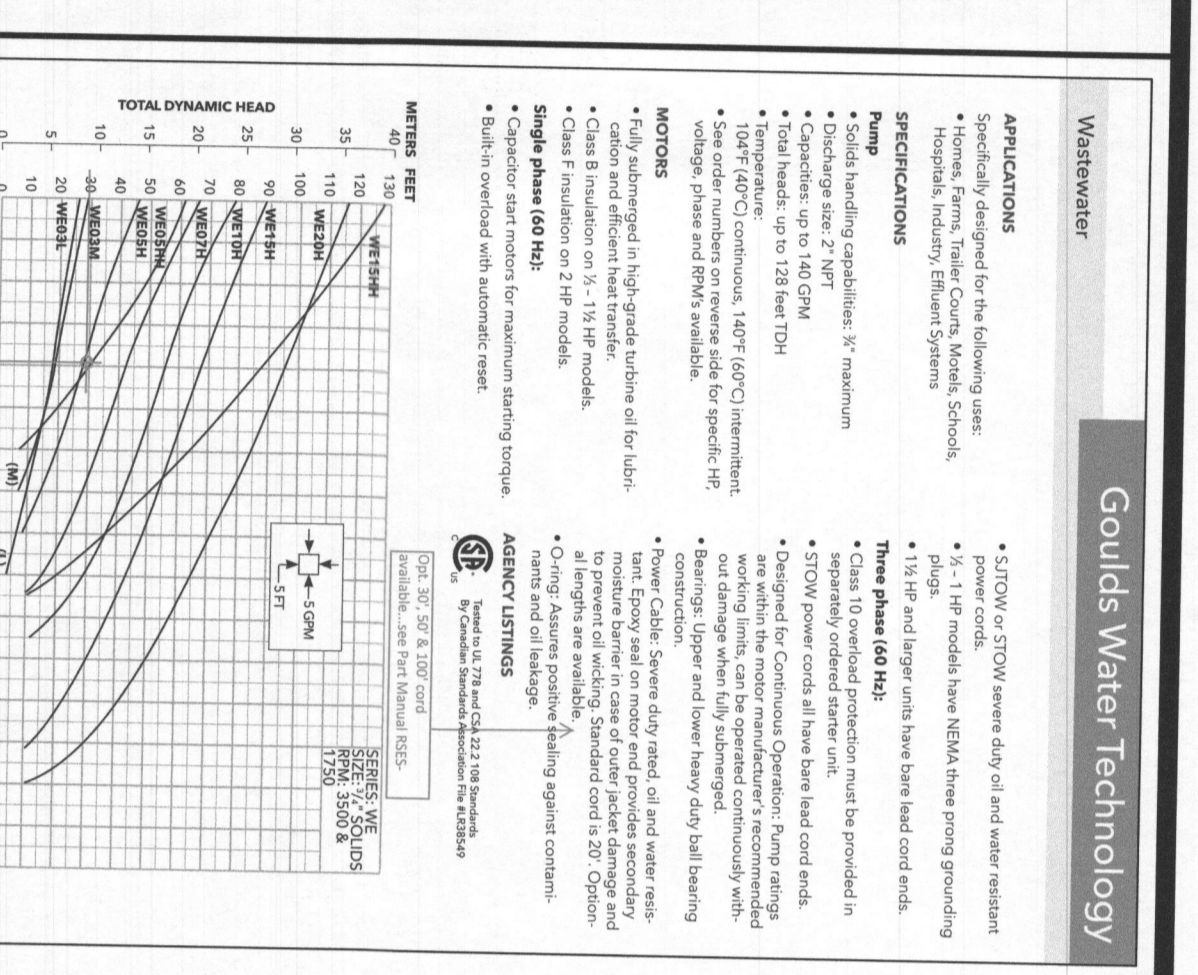 Wastewater
Gould​s Water Technology
APPLICATIONS
Specifically designed for the following uses:
• Homes, Farms, Trailer Courts, Motels, Schools,
Hospitals, Industry, Effluent Systems
SPECIFICATIONS
Pump
• Solids handling capabilities: ¾" maximum
• Discharge size: 2" NPT
• Capacities: up to 140 GPM
• Total heads: up to 128 feet TDH
• Temperature:
104°F (40°C) continuous, 140°F (60°C) intermittent.
• See order numbers on reverse side for specific HP,
voltage, phase and RPM's available.
MOTORS
• Fully submerged in high-grade turbine oil for lubri-
cation and efficient heat transfer.
• Class B insulation on ⅓ – 1½ HP models.
• Class F insulation on 2 HP models.
Single phase (60 Hz):
• Capacitor start motors for maximum starting torque.
• Built-in overload with automatic reset.
• SJTOW or STOW severe duty oil and water resistant
power cords.
• ⅓ – 1 HP models have NEMA three prong grounding
plugs.
• 1½ HP and larger units have bare lead cord ends.
Three phase (60 Hz):
• Class 10 overload protection must be provided in
separately ordered starter unit.
• STOW power cords all have bare lead cord ends.
• Designed for Continuous Operation: Pump ratings
are within the motor manufacturer's recommended
working limits, can be operated continuously with-
out damage when fully submerged.
• Bearings: Upper and lower heavy duty ball bearing
construction.
• Power Cable: Severe duty rated, oil and water resis-
tant. Epoxy seal on motor end provides secondary
moisture barrier in case of outer jacket damage and
to prevent oil wicking. Standard cord is 20'. Option-
al lengths are available.
• O-ring: Assures positive sealing against contami-
nants and oil leakage.
AGENCY LISTINGS
C SA US
Tested to UL 778 and CSA 22.2 108 Standards
By Canadian Standards Association File #LR38549
Opt. 30', 50' & 100' cord
available...see Part Manual RSES-
METERS FEET
TOTAL DYNAMIC HEAD
40
35
30
25
20
15
10
5
0
130
120
110
100
90
80
70
60
50
40
30
20
10
0
WE15HH
WE20H
WE15H
WE10H
WE07H
WE05HH
WE05H
WE03M
WE03L
(M)
(L)
5 GPM
5 FT
SERIES: WE
SIZE: ¾" SOLIDS
RPM: 3500 &
1750